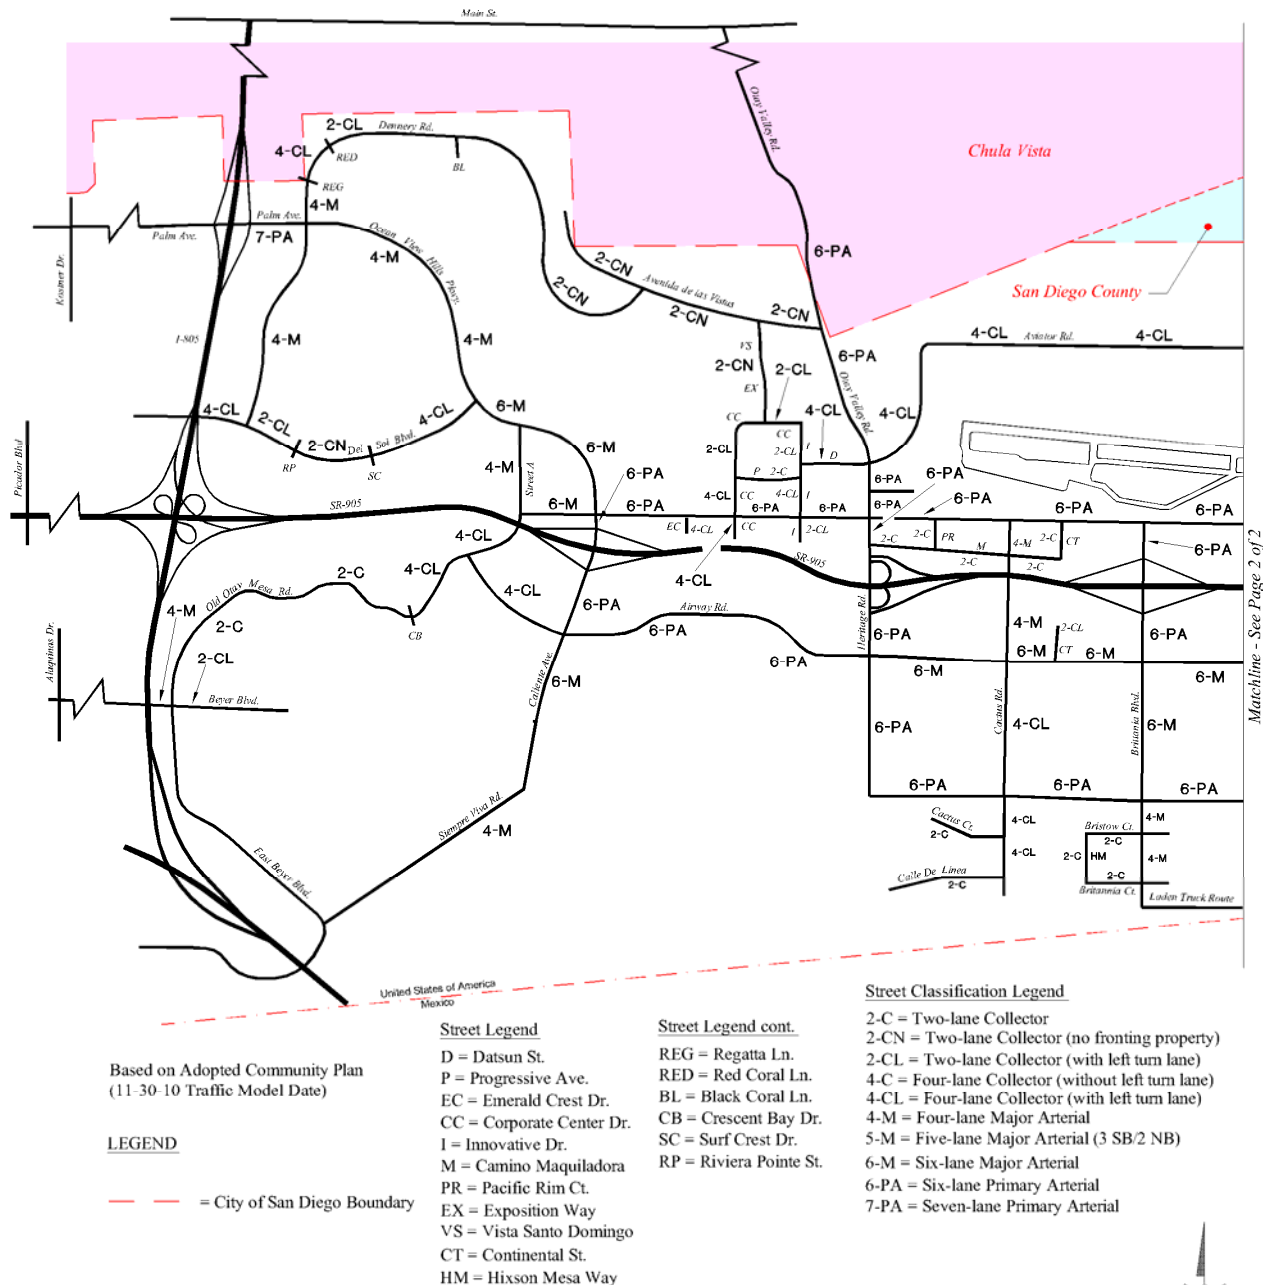 Main St.
2-CL
Dennery Rd.
4-CL
RED
BL
REG
Otay Valley Rd.
Chula Vista
4-M
Palm Ave.
Palm Ave.
7-PA
Ocean View Hills Pkwy.
4-M
6-PA
San Diego County
2-CN
2-CN
Avenida de las Vistas
2-CN
2-CN
I-805
4-M
4-M
VS
2-CN
EX
2-CL
6-PA
Otay Valley Rd.
4-CL
Aviator Rd.
4-CL
4-CL
2-CL
2-CN
Del Sol Blvd.
4-CL
RP
SC
6-M
6-M
4-CL
4-CL
CC
CC
2-CL
2-CL
I
D
P
2-C
Picador Blvd
4-M
Street A
6-PA
6-PA
6-PA
6-PA
SR-905
6-M
6-PA
4-CL
CC
4-CL
I
6-PA
6-PA
6-PA
6-PA
EC
4-CL
CC
I
2-CL
4-CL
4-CL
2-C
2-C
PR
M
4-M
2-C
CT
6-PA
2-C
2-C
SR-905
Old Otay Mesa Rd.
2-C
4-CL
4-CL
CB
4-M
2-C
2-CL
Beyer Blvd.
6-PA
Airway Rd.
6-PA
6-PA
Heritage Rd.
6-PA
4-M
2-CL
CT
6-M
6-M
6-PA
6-M
6-M
Caliente Ave.
6-M
6-PA
Cactus Rd.
4-CL
Britannia Blvd.
6-M
Matchline - See Page 2 of 2
6-PA
6-PA
6-PA
Siempre Viva Rd.
4-M
East Beyer Blvd.
Cactus Ct.
2-C
4-CL
4-CL
Calle De Linea
2-C
Bristow Ct.
2-C
2-C
HM
2-C
Britannia Ct.
4-M
4-M
Laden Truck Route
United States of America
Mexico
Based on Adopted Community Plan
(11-30-10 Traffic Model Date)
LEGEND
= City of San Diego Boundary
Street Legend
D = Datsun St.
P = Progressive Ave.
EC = Emerald Crest Dr.
CC = Corporate Center Dr.
I = Innovative Dr.
M = Camino Maquiladora
PR = Pacific Rim Ct.
EX = Exposition Way
VS = Vista Santo Domingo
CT = Continental St.
HM = Hixson Mesa Way
Street Legend cont.
REG = Regatta Ln.
RED = Red Coral Ln.
BL = Black Coral Ln.
CB = Crescent Bay Dr.
SC = Surf Crest Dr.
RP = Riviera Pointe St.
Street Classification Legend
2-C = Two-lane Collector
2-CN = Two-lane Collector (no fronting property)
2-CL = Two-lane Collector (with left turn lane)
4-C = Four-lane Collector (without left turn lane)
4-CL = Four-lane Collector (with left turn lane)
4-M = Four-lane Major Arterial
5-M = Five-lane Major Arterial (3 SB/2 NB)
6-M = Six-lane Major Arterial
6-PA = Six-lane Primary Arterial
7-PA = Seven-lane Primary Arterial